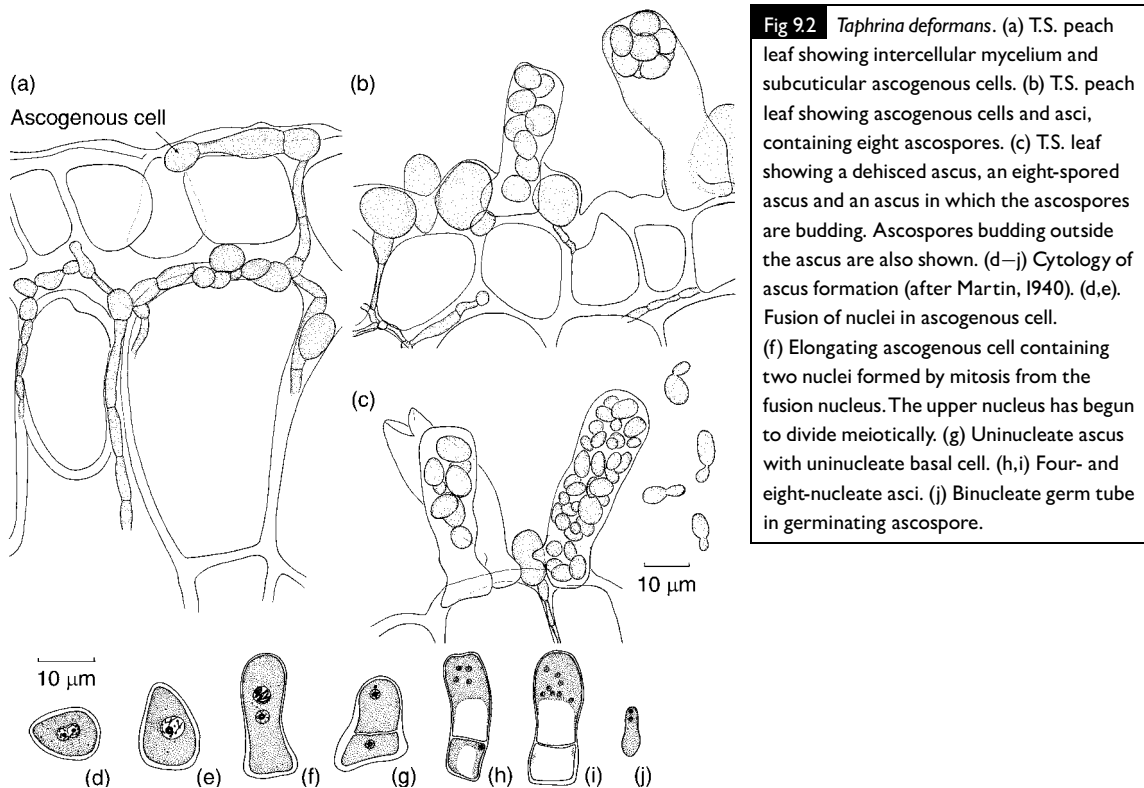 (a)
Ascogenous cell
(b)
(c)
10 μm
10 μm
(d)
(e)
(f)
(g)
(h)
(i)
(j)
Fig 9.2 Taphrina deformans. (a) T.S. peach
leaf showing intercellular mycelium and
subcuticular ascogenous cells. (b) T.S. peach
leaf showing ascogenous cells and asci,
containing eight ascospores. (c) T.S. leaf
showing a dehisced ascus, an eight-spored
ascus and an ascus in which the ascospores
are budding. Ascospores budding outside
the ascus are also shown. (d–j) Cytology of
ascus formation (after Martin, 1940). (d,e).
Fusion of nuclei in ascogenous cell.
(f) Elongating ascogenous cell containing
two nuclei formed by mitosis from the
fusion nucleus. The upper nucleus has begun
to divide meiotically. (g) Uninucleate ascus
with uninucleate basal cell. (h,i) Four- and
eight-nucleate asci. (j) Binucleate germ tube
in germinating ascospore.